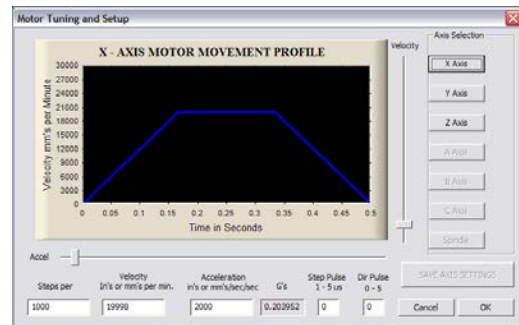 Motor Tuning and Setup
X - AXIS MOTOR MOVEMENT PROFILE
Velocity mm's per Minute
30000
27000
24000
21000
18000
15000
12000
9000
6000
3000
0
0 0.05 0.1 0.15 0.2 0.25 0.3 0.35 0.4 0.45 0.5
Time in Seconds
Velocity
Axis Selection
X Axis
Y Axis
Z Axis
A Axis
B Axis
C Axis
Spindle
Accel
Steps per
1000
Velocity
In's or mm's per min.
19998
Acceleration
in's or mm's/sec/sec
2000
G's
0.203952
Step Pulse
1 - 5 us
0
Dir Pulse
0 - 5
0
SAVE AXIS SETTINGS
Cancel
OK